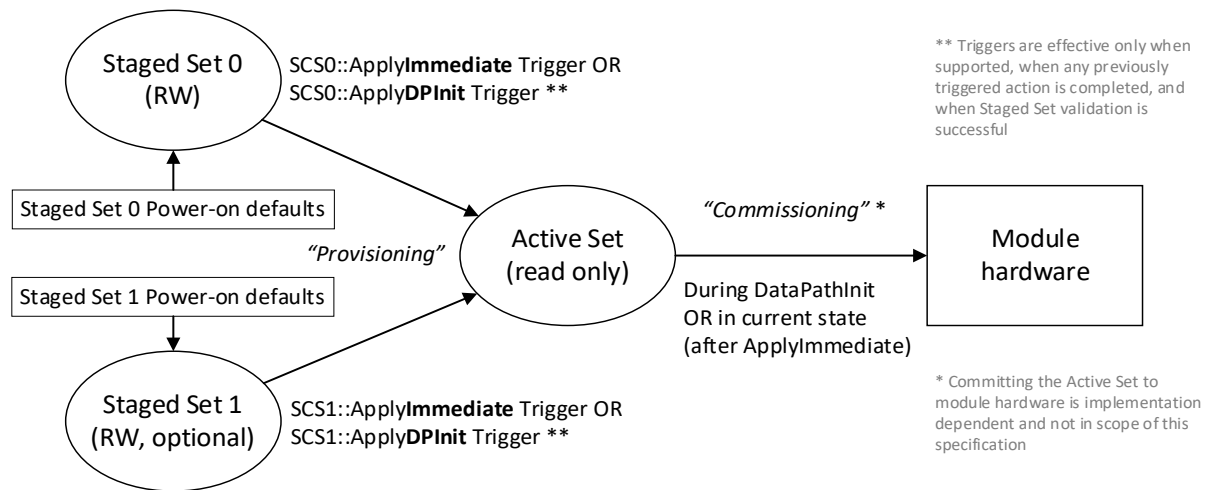 Staged Set 0
(RW)
SCS0::ApplyImmediate Trigger OR
SCS0::ApplyDPInit Trigger **
** Triggers are effective only when
supported, when any previously
triggered action is completed, and
when Staged Set validation is
successful
Staged Set 0 Power-on defaults
“Provisioning”
Active Set
(read only)
“Commissioning” *
During DataPathInit
OR in current state
(after ApplyImmediate)
Module
hardware
Staged Set 1 Power-on defaults
Staged Set 1
(RW, optional)
SCS1::ApplyImmediate Trigger OR
SCS1::ApplyDPInit Trigger **
* Committing the Active Set to
module hardware is implementation
dependent and not in scope of this
specification